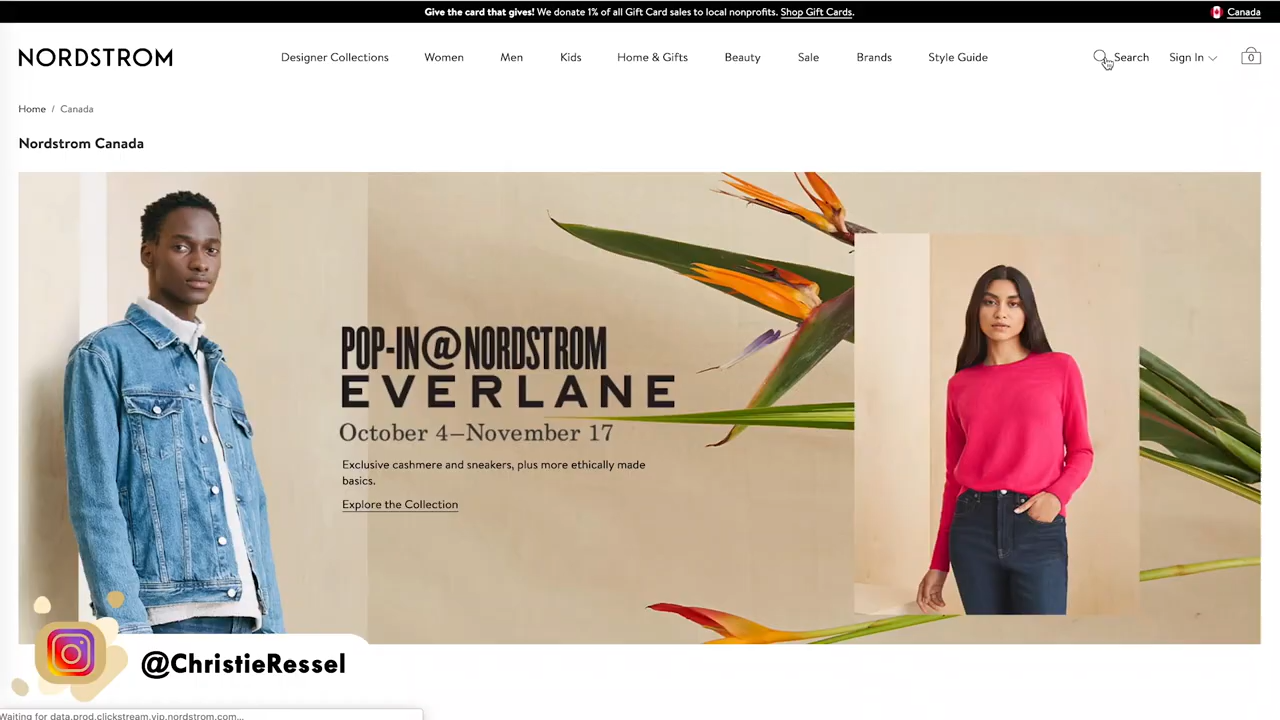 Give the card that gives! We donate 1% of all Gift Card sales to local nonprofits. Shop Gift Cards.
Canada
NORDSTROM
Designer Collections
Women
Men
Kids
Home & Gifts
Beauty
Sale
Brands
Style Guide
Search
Sign In
0
Home / Canada
Nordstrom Canada
POP-IN@NORDSTROM
EVERLANE
October 4–November 17
Exclusive cashmere and sneakers, plus more ethically made
basics.
Explore the Collection
@ChristieRessel
Waiting for data.prod.clickstream.vip.nordstrom.com...